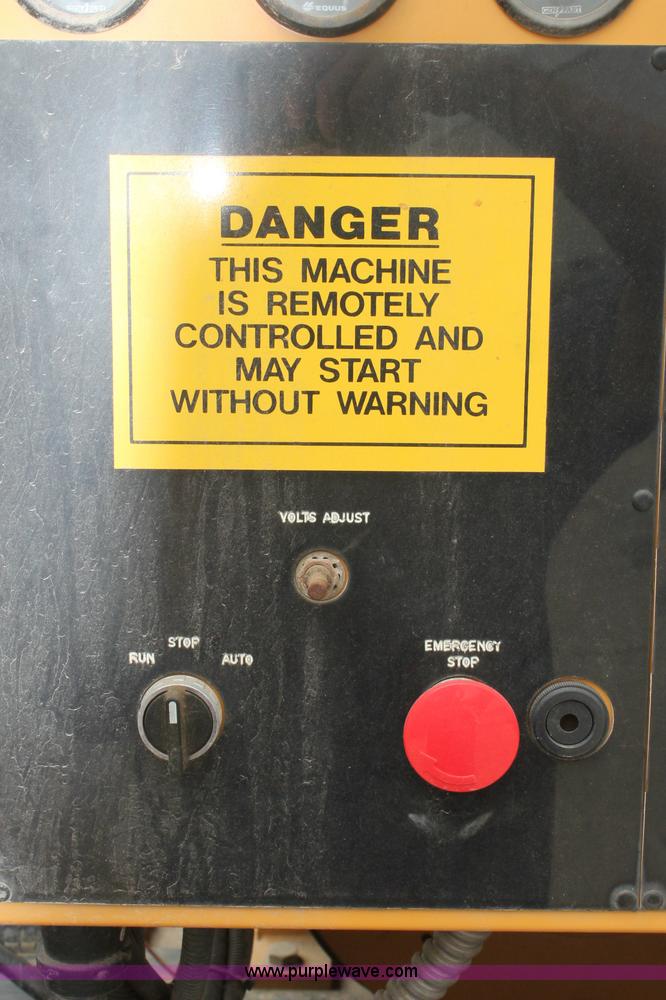 EQUUS
DANGER
THIS MACHINE
IS REMOTELY
CONTROLLED AND
MAY START
WITHOUT WARNING
VOLTS ADJUST
STOP
RUN AUTO
EMERGENCY
STOP
www.purplewave.com